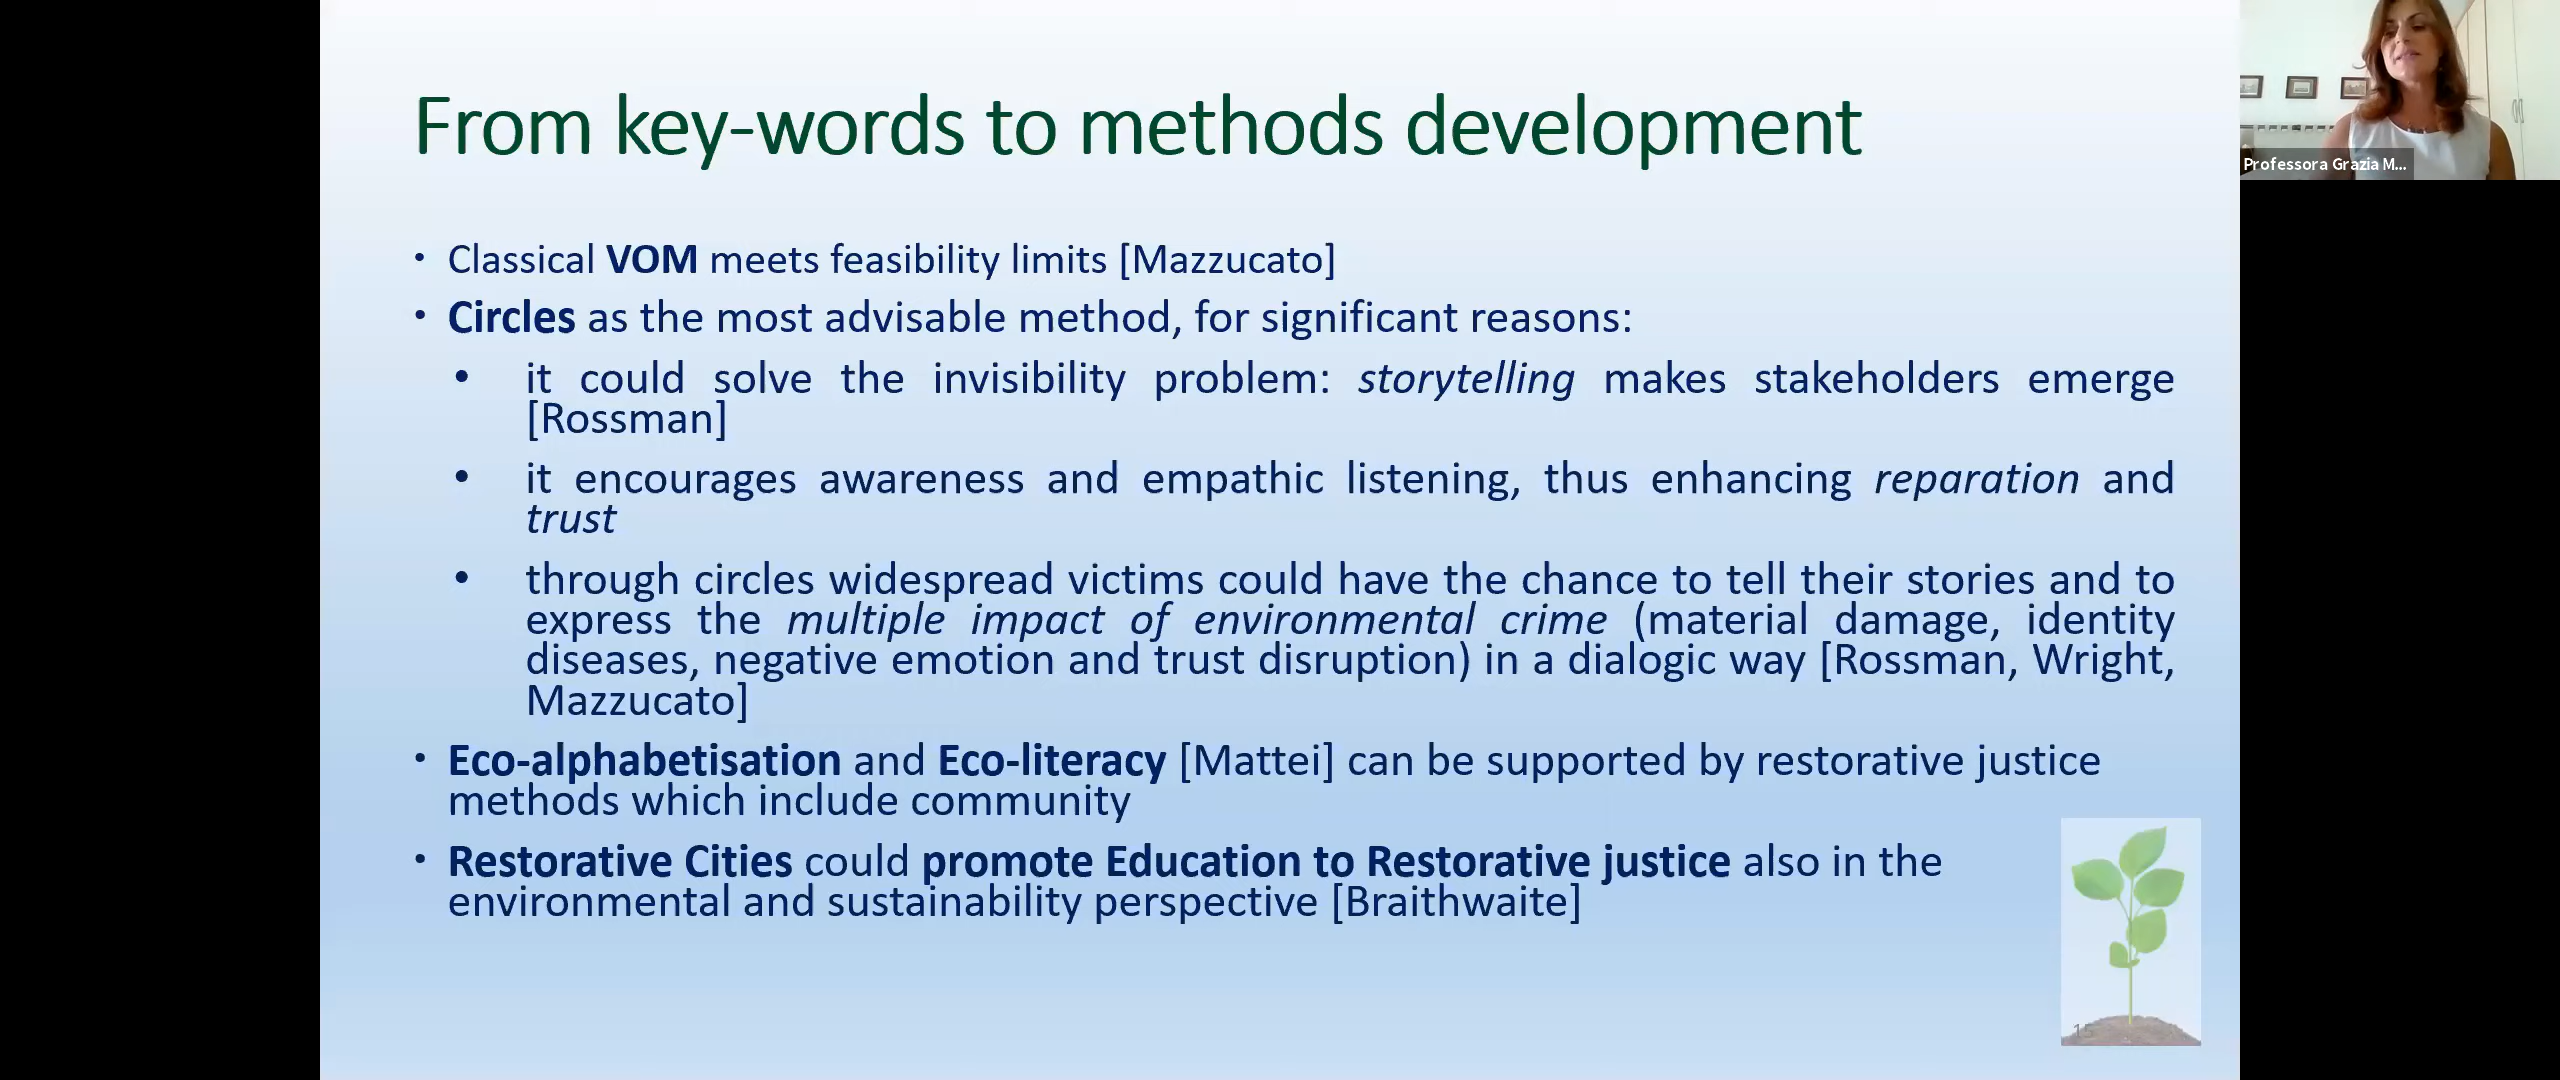 From key-words to methods development
Professora Grazia M...
• Classical VOM meets feasibility limits [Mazzucato]
• Circles as the most advisable method, for significant reasons:
• it could solve the invisibility problem: storytelling makes stakeholders emerge
[Rossman]
• it encourages awareness and empathic listening, thus enhancing reparation and
trust
• through circles widespread victims could have the chance to tell their stories and to
express the multiple impact of environmental crime (material damage, identity
diseases, negative emotion and trust disruption) in a dialogic way [Rossman, Wright,
Mazzucato]
• Eco-alphabetisation and Eco-literacy [Mattei] can be supported by restorative justice
methods which include community
• Restorative Cities could promote Education to Restorative justice also in the
environmental and sustainability perspective [Braithwaite]
15